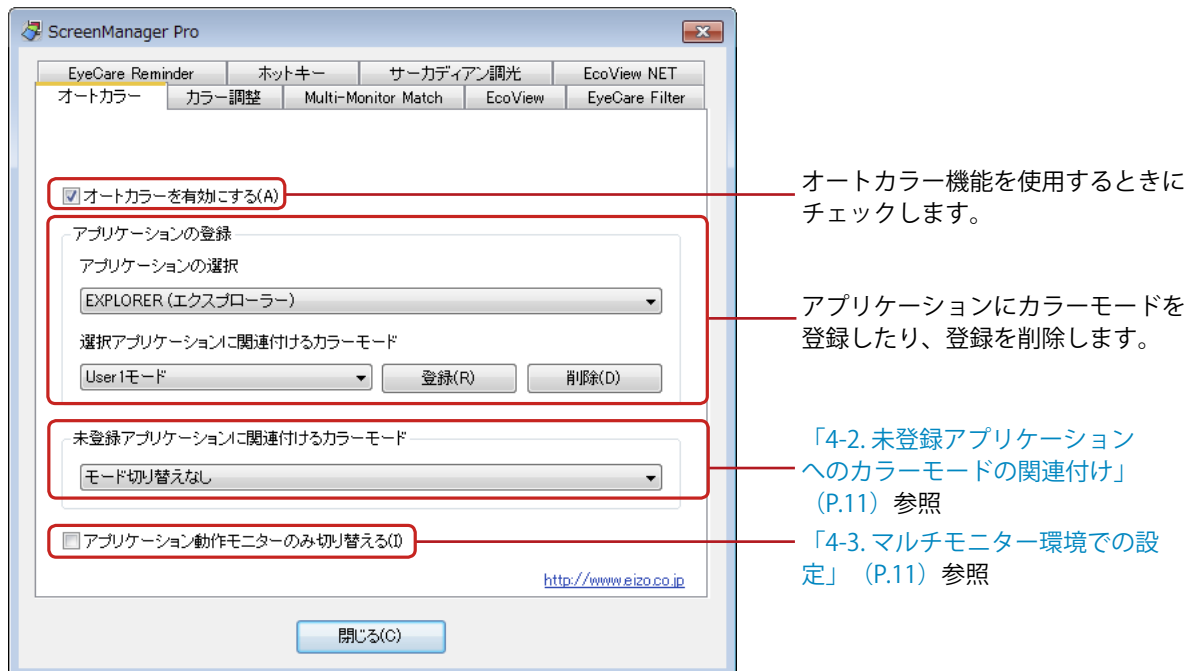 ScreenManager Pro
EyeCare Reminder
ホットキー
サーカディアン調光
EcoView NET
オートカラー
カラー調整
Multi-Monitor Match
EcoView
EyeCare Filter
オートカラーを有効にする(A)
オートカラー機能を使用するときに
チェックします。
アプリケーションの登録
アプリケーションの選択
EXPLORER (エクスプローラー)
選択アプリケーションに関連付けるカラーモード
User1モード
登録(R)
削除(D)
アプリケーションにカラーモードを
登録したり、登録を削除します。
未登録アプリケーションに関連付けるカラーモード
モード切り替えなし
「4-2. 未登録アプリケーション
へのカラーモードの関連付け」
（P.11）参照
アプリケーション動作モニターのみ切り替える(I)
「4-3. マルチモニター環境での設
定」（P.11）参照
http://www.eizo.co.jp
閉じる(C)